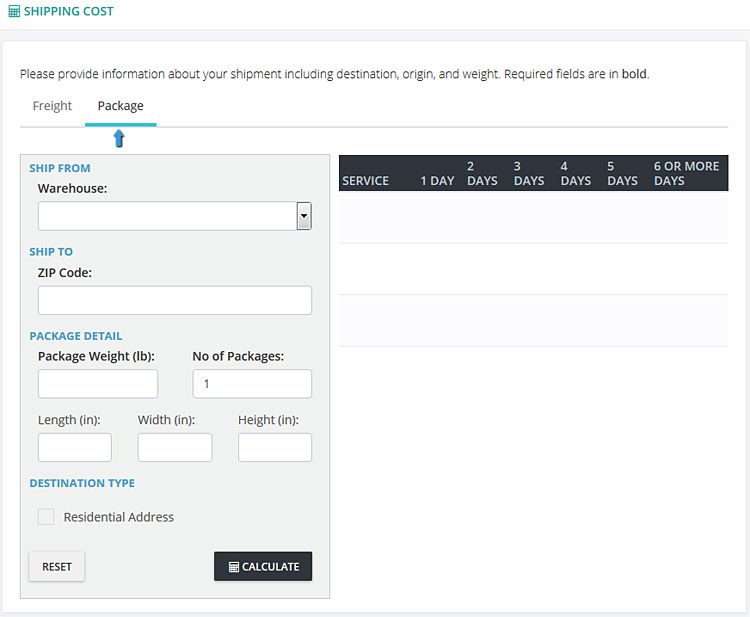 SHIPPING COST
Please provide information about your shipment including destination, origin, and weight. Required fields are in bold.
Freight Package
SHIP FROM
Warehouse:
SHIP TO
ZIP Code:
PACKAGE DETAIL
Package Weight (lb): No of Packages:
1
Length (in): Width (in): Height (in):
DESTINATION TYPE
Residential Address
RESET CALCULATE
SERVICE 1 DAY 2 DAYS 3 DAYS 4 DAYS 5 DAYS 6 OR MORE DAYS